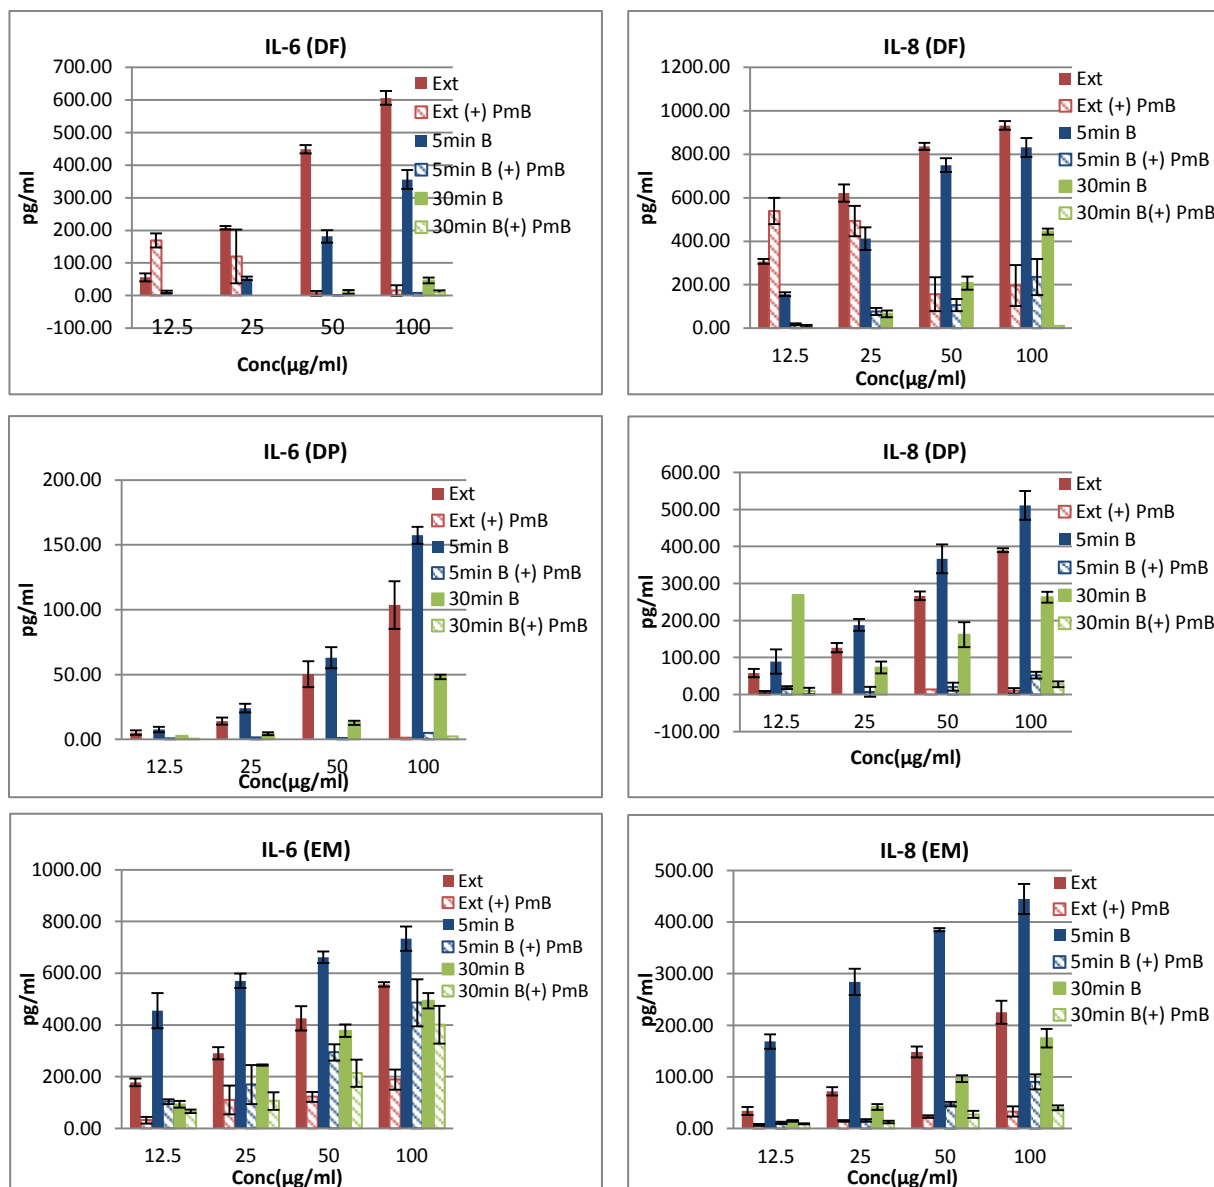 IL-6 (DF)
700.00
600.00
500.00
400.00
300.00
200.00
100.00
0.00
-100.00
pg/ml
12.5 25 50 100
Conc(µg/ml)
Ext
Ext (+) PmB
5min B
5min B (+) PmB
30min B
30min B(+) PmB
IL-8 (DF)
1200.00
1000.00
800.00
600.00
400.00
200.00
0.00
pg/ml
12.5 25 50 100
Conc(µg/ml)
Ext
Ext (+) PmB
5min B
5min B (+) PmB
30min B
30min B(+) PmB
IL-6 (DP)
200.00
150.00
100.00
50.00
0.00
pg/ml
12.5 25 50 100
Conc(µg/ml)
Ext
Ext (+) PmB
5min B
5min B (+) PmB
30min B
30min B(+) PmB
IL-8 (DP)
600.00
500.00
400.00
300.00
200.00
100.00
0.00
-100.00
pg/ml
12.5 25 50 100
Conc(µg/ml)
Ext
Ext (+) PmB
5min B
5min B (+) PmB
30min B
30min B(+) PmB
IL-6 (EM)
1000.00
800.00
600.00
400.00
200.00
0.00
pg/ml
12.5 25 50 100
Conc(µg/ml)
Ext
Ext (+) PmB
5min B
5min B (+) PmB
30min B
30min B(+) PmB
IL-8 (EM)
500.00
400.00
300.00
200.00
100.00
0.00
pg/ml
12.5 25 50 100
Conc(µg/ml)
Ext
Ext (+) PmB
5min B
5min B (+) PmB
30min B
30min B(+) PmB